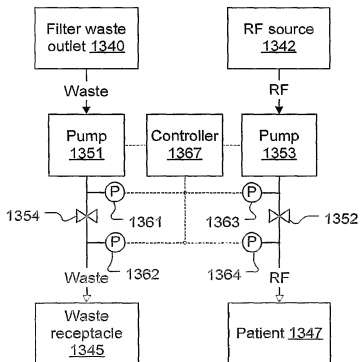 Filter waste
outlet 1340
RF source
1342
Waste
RF
Pump
1351
Controller
1367
Pump
1353
P
P
1354
1361
1363
1352
P
P
1362
1364
Waste
RF
Waste
receptacle
1345
Patient 1347